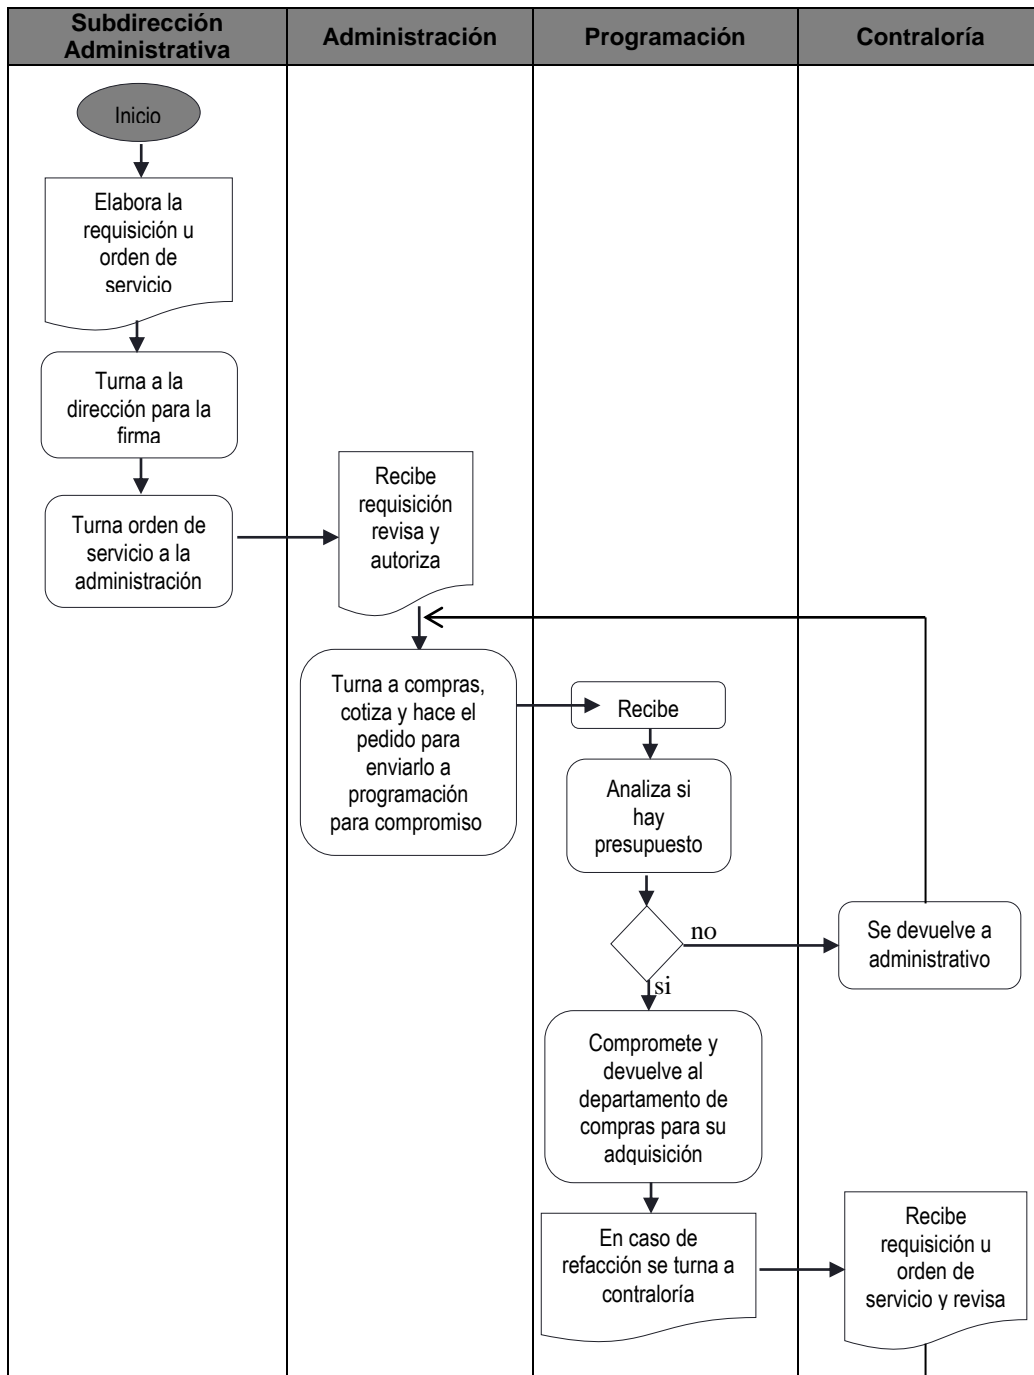 Subdirección
Administrativa
Administración
Programación
Contraloría
Inicio
Elabora la
requisición u
orden de
servicio
Turna a la
dirección para la
firma
Turna orden de
servicio a la
administración
Recibe
requisición
revisa y
autoriza
Turna a compras,
cotiza y hace el
pedido para
enviarlo a
programación
para compromiso
Recibe
Analiza si
hay
presupuesto
no
Se devuelve a
administrativo
si
Compromete y
devuelve al
departamento de
compras para su
adquisición
En caso de
refacción se turna a
contraloría
Recibe
requisición u
orden de
servicio y revisa